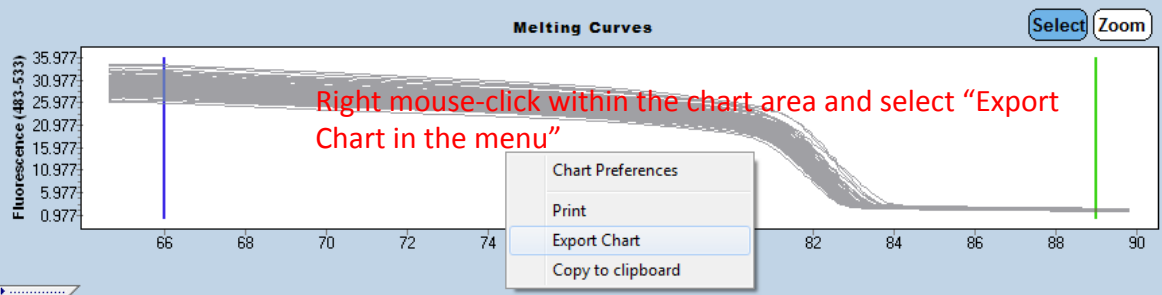 Melting Curves
Select Zoom
Fluorescence (483-533)
35.977
30.977
25.977
20.977
15.977
10.977
5.977
0.977
Right mouse-click within the chart area and select “Export
Chart in the menu”
Chart Preferences
Print
Export Chart
Copy to clipboard
66 68 70 72 74 82 84 86 88 90